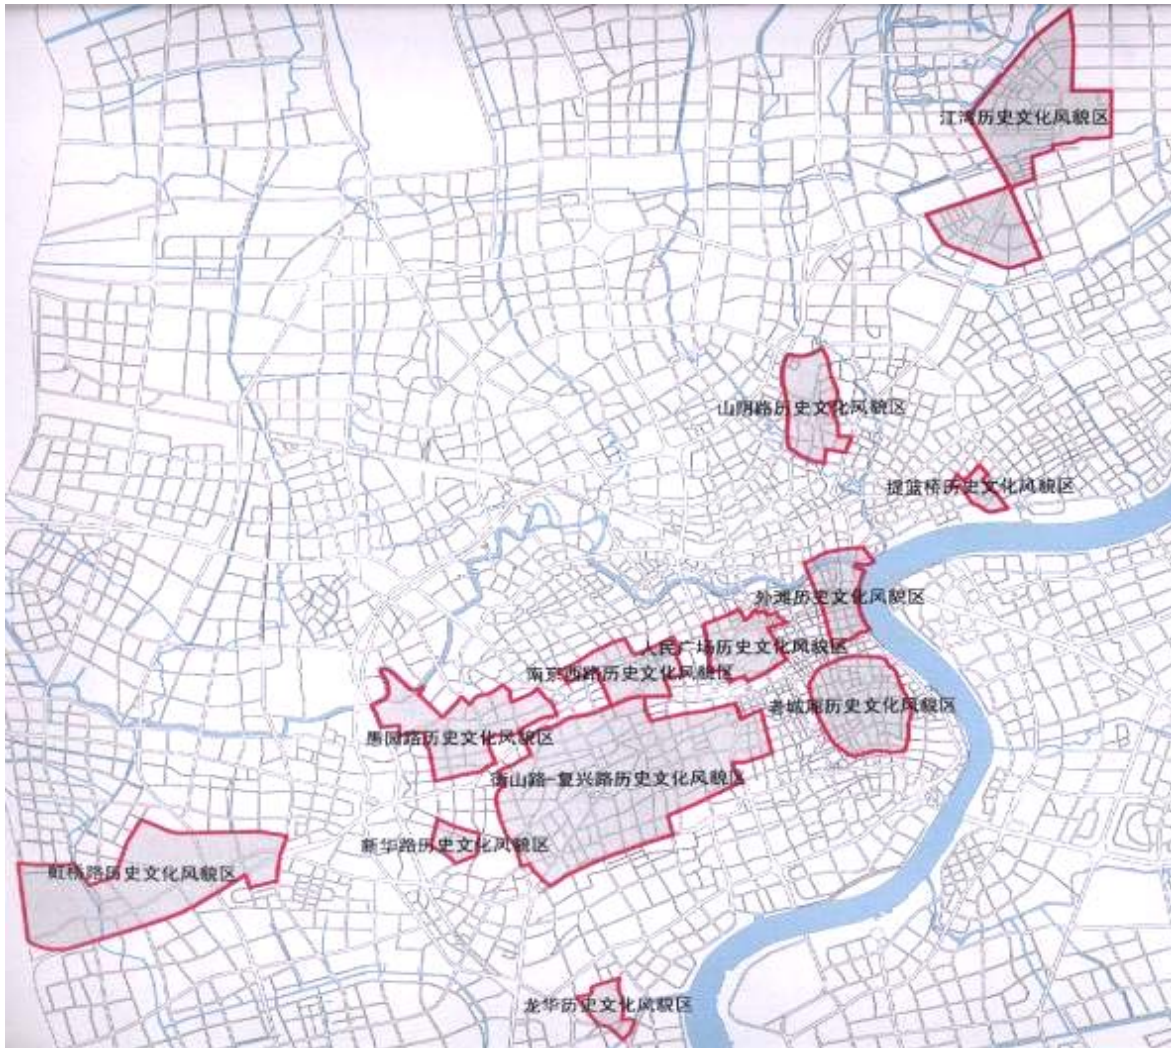 江湾历史文化风貌区
山阴路历史文化风貌区
提篮桥历史文化风貌区
外滩历史文化风貌区
人民广场历史文化风貌区
南京西路历史文化风貌区
老城厢历史文化风貌区
愚园路历史文化风貌区
衡山路-复兴路历史文化风貌区
新华路历史文化风貌区
虹桥路历史文化风貌区
龙华历史文化风貌区